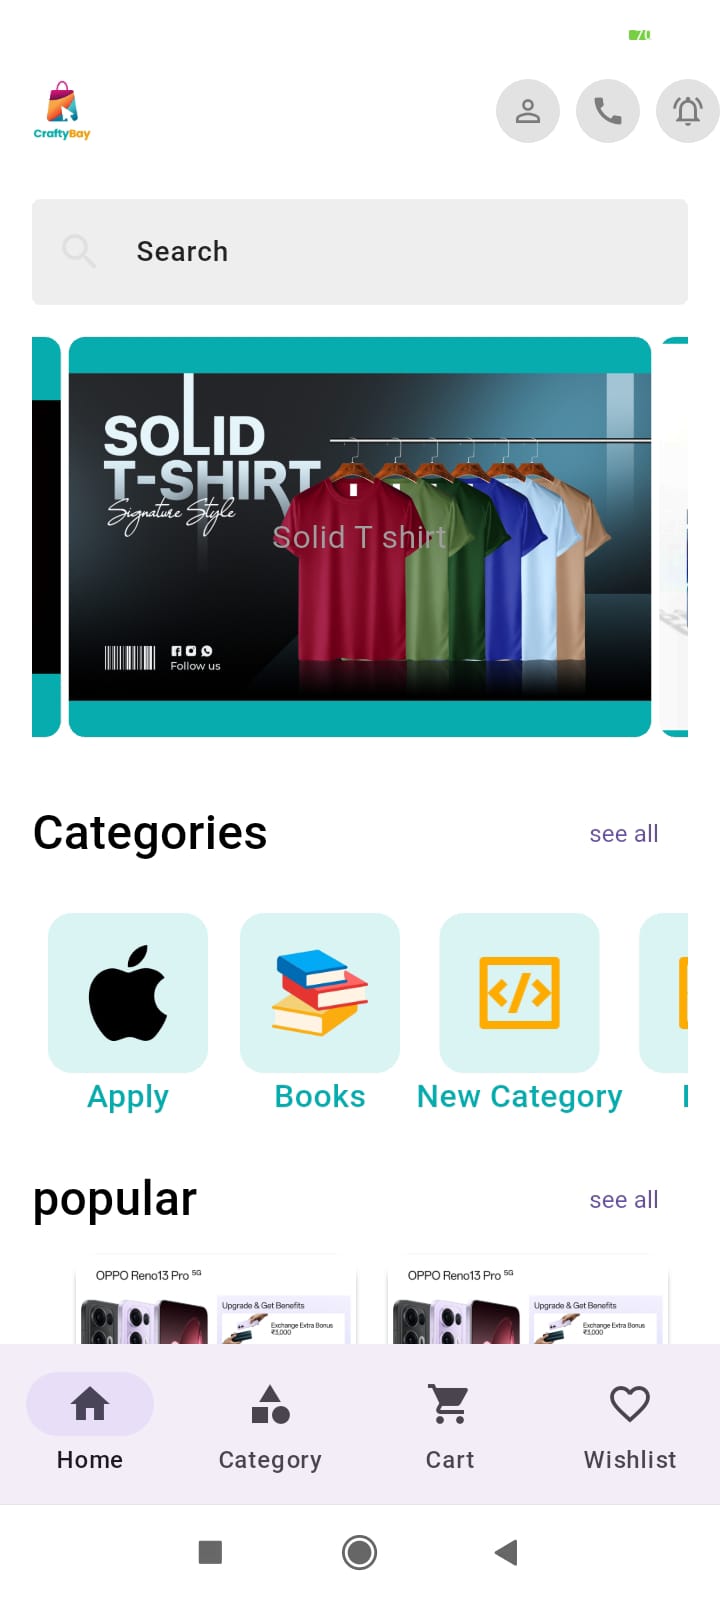 CraftyBay
Search
SOLID
T-SHIRT
Signature Style
Solid T shirt
Follow us
Categories
see all
Apply
Books
New Category
popular
see all
OPPO Reno13 Pro 5G
Upgrade & Get Benefits
Exchange Extra Bonus
₹3,000
OPPO Reno13 Pro 5G
Upgrade & Get Benefits
Exchange Extra Bonus
₹3,000
Home
Category
Cart
Wishlist